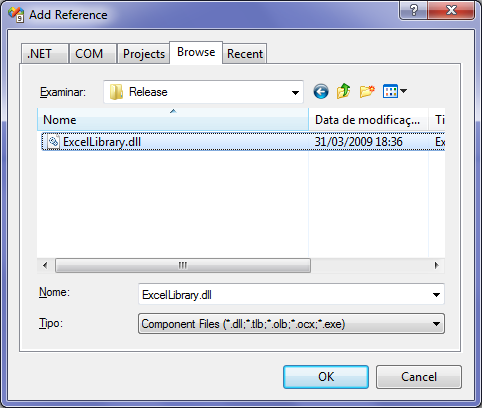 Add Reference
.NET COM Projects Browse Recent
Examinar: Release
Nome Data de modificaç... Ti
ExcelLibrary.dll 31/03/2009 18:36 Ex
Nome: ExcelLibrary.dll
Tipo: Component Files (*.dll;*.tlb;*.olb;*.ocx;*.exe)
OK Cancel